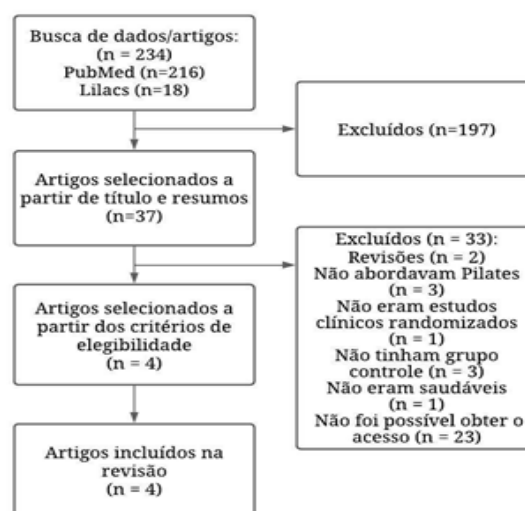 Busca de dados/artigos:
(n = 234)
PubMed (n=216)
Lilacs (n=18)
Excluídos (n=197)
Artigos selecionados a
partir de título e resumos
(n=37)
Excluídos (n = 33):
Revisões (n = 2)
Não abordavam Pilates
(n = 3)
Não eram estudos
clínicos randomizados
(n = 1)
Não tinham grupo
controle (n = 3)
Não eram saudáveis
(n = 1)
Não foi possível obter o
acesso (n = 23)
Artigos selecionados a
partir dos critérios de
elegibilidade
(n = 4)
Artigos incluídos na
revisão
(n = 4)